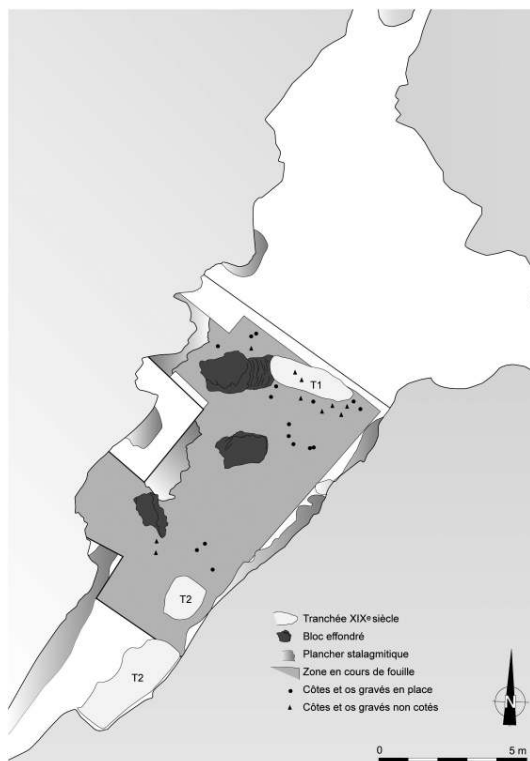 T1
T2
T2
Tranchée XIXe siècle
Bloc effondré
Plancher stalagmitique
Zone en cours de fouille
Côtes et os gravés en place
Côtes et os gravés non cotés
N
0 5 m